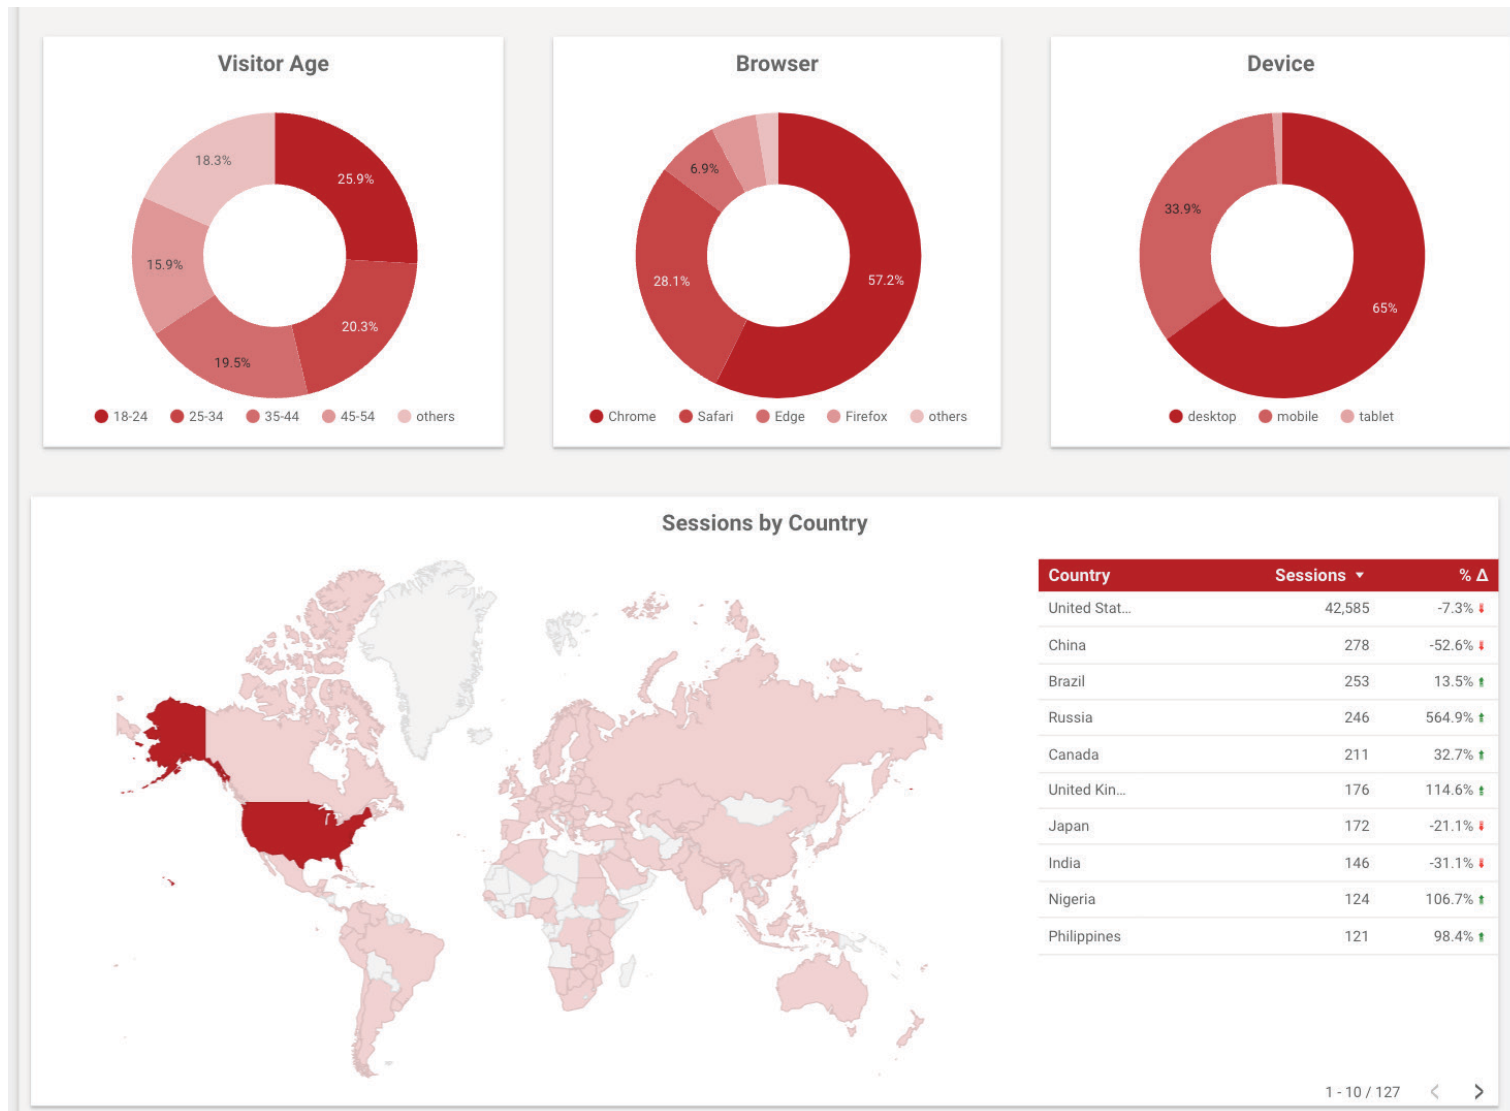 Visitor Age
18.3%
25.9%
15.9%
20.3%
19.5%
18-24 25-34 35-44 45-54 others
Browser
6.9%
28.1%
57.2%
Chrome Safari Edge Firefox others
Device
33.9%
65%
desktop mobile tablet
Sessions by Country
Country Sessions % Δ
United Stat... 42,585 -7.3%
China 278 -52.6%
Brazil 253 13.5%
Russia 246 564.9%
Canada 211 32.7%
United Kin... 176 114.6%
Japan 172 -21.1%
India 146 -31.1%
Nigeria 124 106.7%
Philippines 121 98.4%
1 - 10 / 127